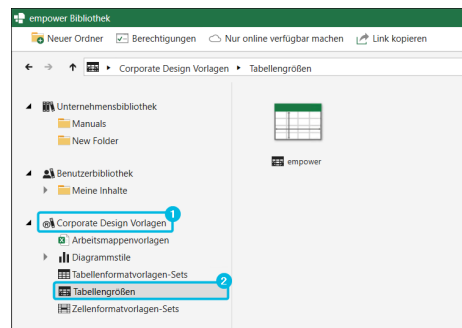 empower Bibliothek
Neuer Ordner Berechtigungen Nur online verfügbar machen Link kopieren
Corporate Design Vorlagen Tabellengrößen
Unternehmensbibliothek
Manuals
New Folder
empower
Benutzerbibliothek
Meine Inhalte
1
Corporate Design Vorlagen
Arbeitsmappenvorlagen
Diagrammstile
Tabellenformatvorlagen-Sets
2
Tabellengrößen
Zellenformatvorlagen-Sets